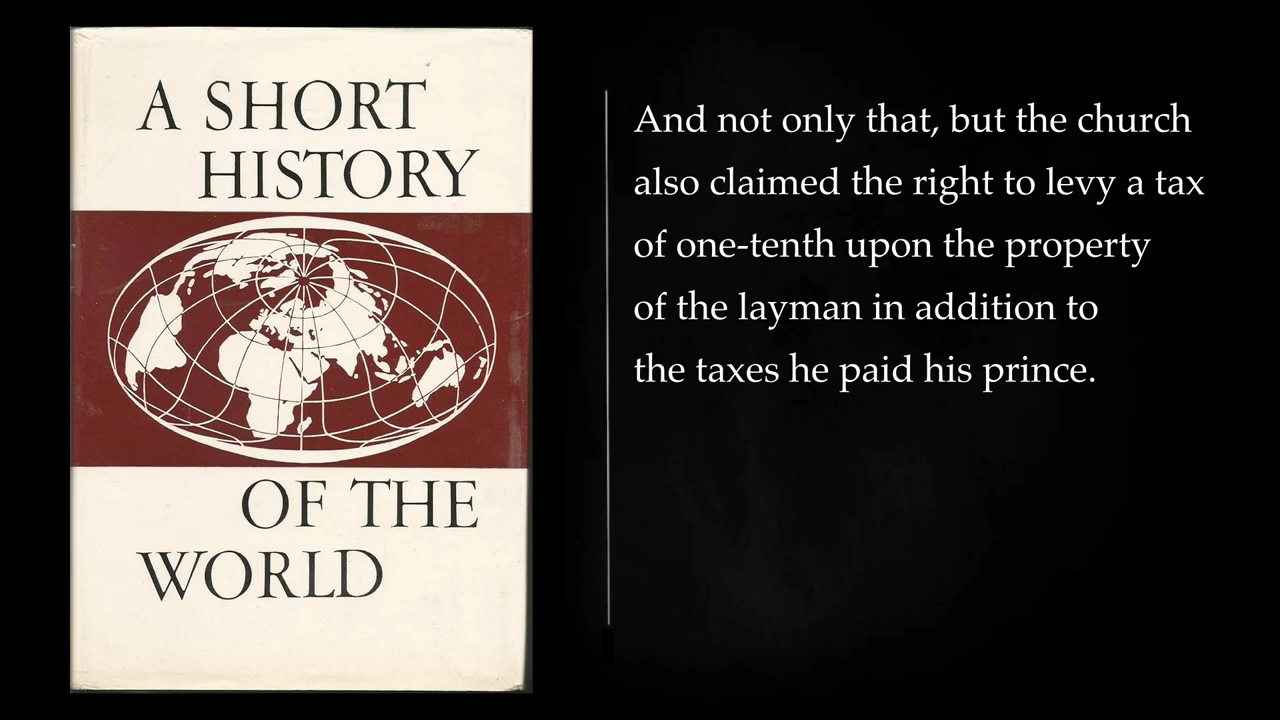 A SHORT
HISTORY
OF THE
WORLD
And not only that, but the church
also claimed the right to levy a tax
of one-tenth upon the property
of the layman in addition to
the taxes he paid his prince.